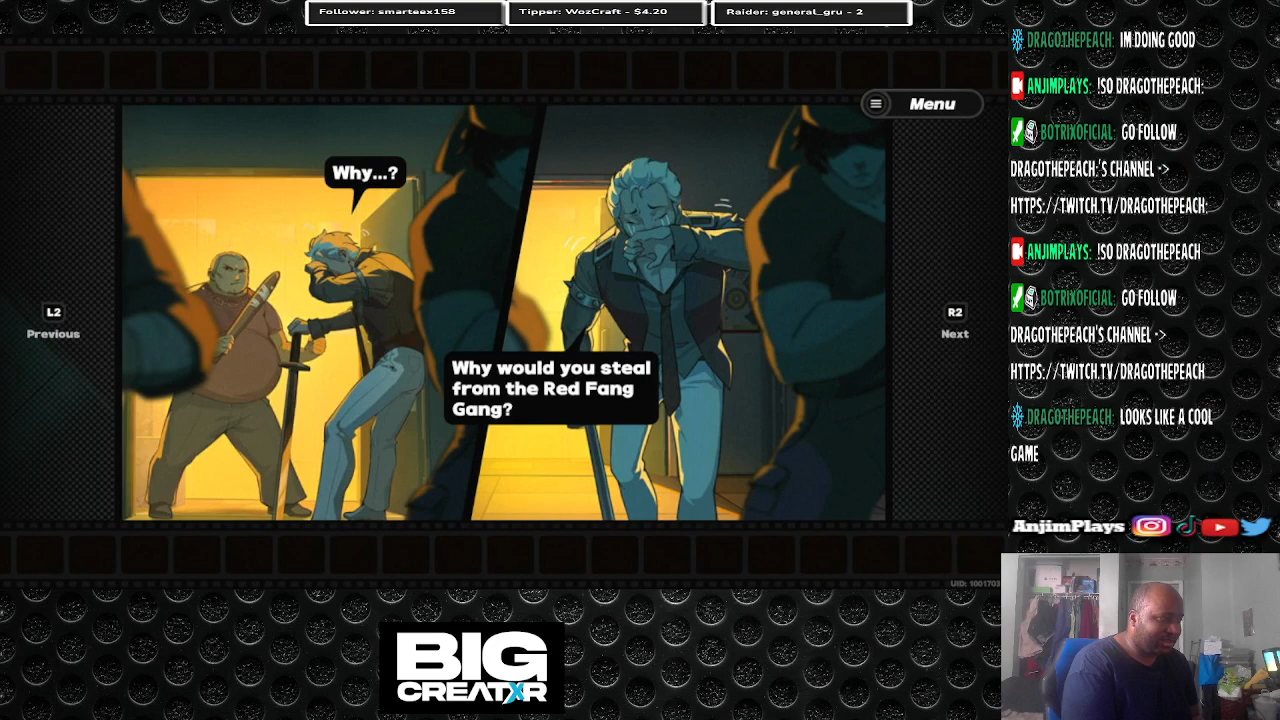 Follower: smarteex158
Tipper: WozCraft - $4.20
Raider: general_gru - 2
Menu
Why...?
L2
Previous
Why would you steal
from the Red Fang
Gang?
R2
Next
UID: 1001703
BIG
CREATXR
DRAGOTHEPEACH: IM DOING GOOD
ANJIMPLAYS: !SO DRAGOTHEPEACH:
BOTRIXOFICIAL: GO FOLLOW
DRAGOTHEPEACH:'S CHANNEL ->
HTTPS://TWITCH.TV/DRAGOTHEPEACH:
ANJIMPLAYS: !SO DRAGOTHEPEACH
BOTRIXOFICIAL: GO FOLLOW
DRAGOTHEPEACH'S CHANNEL ->
HTTPS://TWITCH.TV/DRAGOTHEPEACH
DRAGOTHEPEACH: LOOKS LIKE A COOL
GAME
AnjimPlays